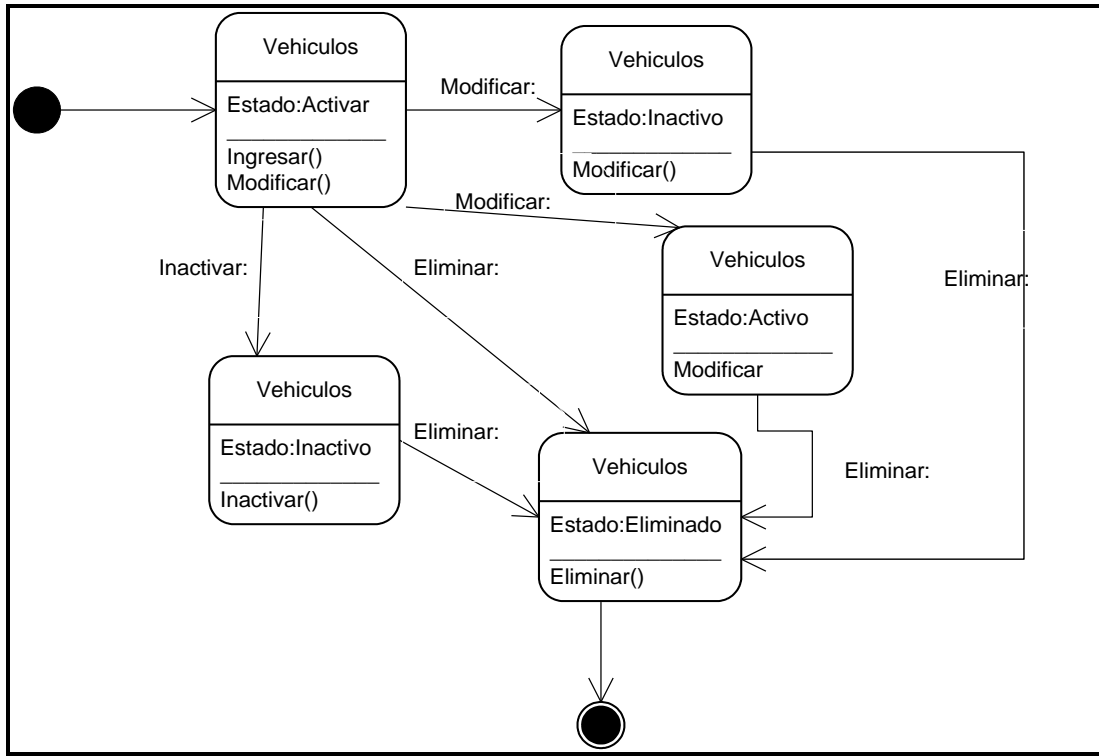 Vehiculos
Estado:Activar
Ingresar()
Modificar()
Modificar:
Vehiculos
Estado:Inactivo
Modificar()
Modificar:
Vehiculos
Estado:Activo
Modificar
Inactivar:
Eliminar:
Eliminar:
Vehiculos
Estado:Inactivo
Inactivar()
Eliminar:
Vehiculos
Estado:Eliminado
Eliminar()
Eliminar: